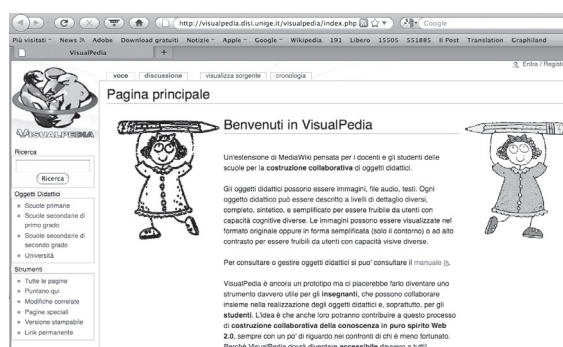 http://visualpedia.disi.unige.it/visualpedia/index.php
Google
Più visitati News Adobe Download gratuiti Notizie Apple Google Wikipedia 191 Libero 15505 551885 Il Post Translation Graphiland
VisualPedia +
Entra / Registr
voce discussione visualizza sorgente cronologia
Pagina principale
VISUALPEDIA
Ricerca
Ricerca
Oggetti Didattici
Scuole primarie
Scuole secondarie di
primo grado
Scuole secondarie di
secondo grado
Università
Strumenti
Tutte le pagine
Puntano qui
Modifiche correlate
Pagine speciali
Versione stampabile
Link permanente
Benvenuti in VisualPedia
Un'estensione di MediaWiki pensata per i docenti e gli studenti delle
scuole per la costruzione collaborativa di oggetti didattici.
Gli oggetti didattici possono essere immagini, file audio, testi. Ogni
oggetto didattico può essere descritto a livelli di dettaglio diversi,
completo, sintetico, e semplificato per essere fruibile da utenti con
capacità cognitive diverse. Le immagini possono essere visualizzate nel
formato originale oppure in forma semplificata (solo il contorno) o ad alto
contrasto per essere fruibili da utenti con capacità visive diverse.
Per consultare o gestire oggetti didattici si puo' consultare il manuale
VisualPedia è ancora un prototipo ma ci piacerebbe farlo diventare uno
strumento davvero utile per gli insegnanti, che possono collaborare
insieme nella realizzazione degli oggetti didattici e, soprattutto, per gli
studenti. L'idea è che anche loro potranno contribuire a questo processo
di costruzione collaborativa della conoscenza in puro spirito Web
2.0, sempre con un po' di riguardo nei confronti di chi è meno fortunato.
Perchè VisualPedia dovrà diventare accessibile davvero a tutti!